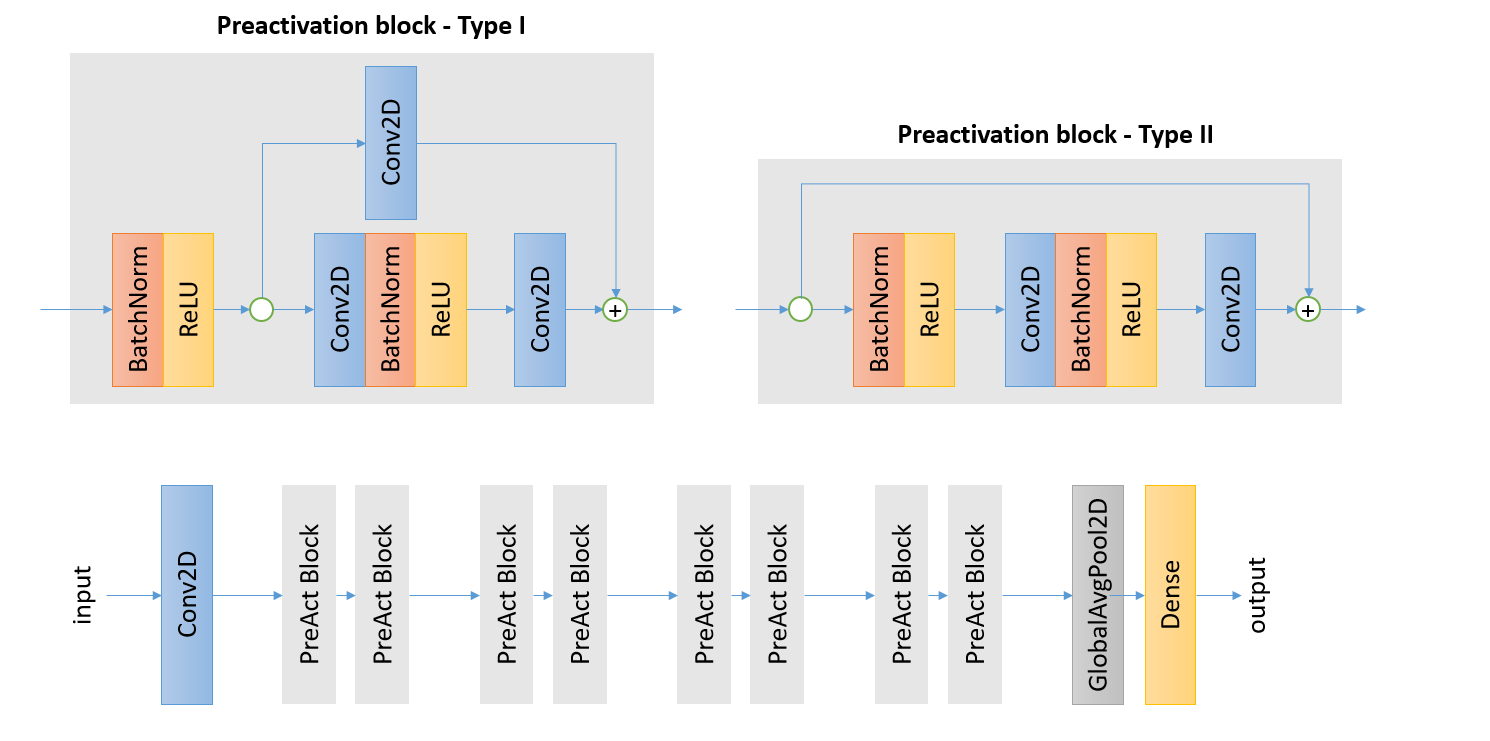 Preactivation block - Type I
Conv2D
BatchNorm
ReLU
Conv2D
BatchNorm
ReLU
Conv2D
+
Preactivation block - Type II
BatchNorm
ReLU
Conv2D
BatchNorm
ReLU
Conv2D
+
input
Conv2D
PreAct Block
PreAct Block
PreAct Block
PreAct Block
PreAct Block
PreAct Block
PreAct Block
PreAct Block
GlobalAvgPool2D
Dense
output